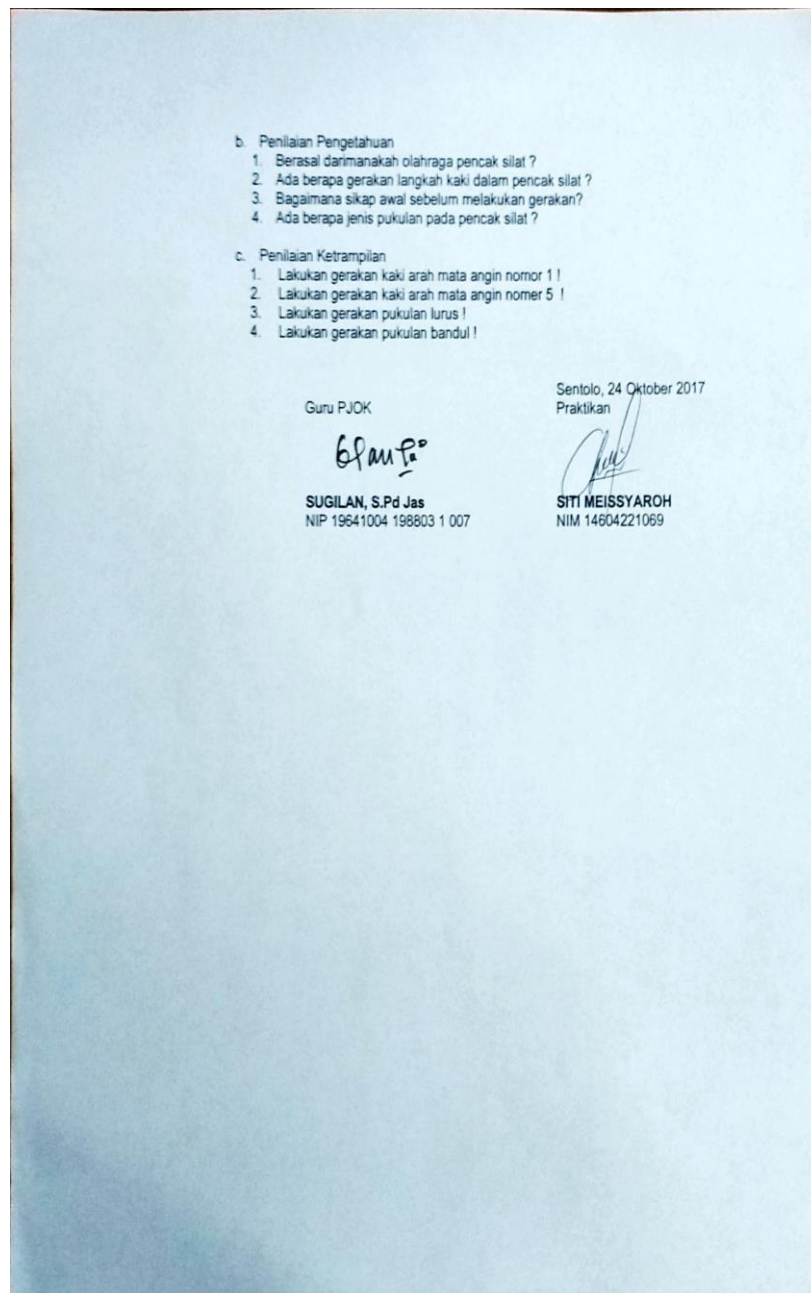 b. Penilaian Pengetahuan
1. Berasal darimanakah olahraga pencak silat ?
2. Ada berapa gerakan langkah kaki dalam pencak silat ?
3. Bagaimana sikap awal sebelum melakukan gerakan?
4. Ada berapa jenis pukulan pada pencak silat ?
c. Penilaian Ketrampilan
1. Lakukan gerakan kaki arah mata angin nomor 1 !
2. Lakukan gerakan kaki arah mata angin nomer 5 !
3. Lakukan gerakan pukulan lurus !
4. Lakukan gerakan pukulan bandul !
Sentolo, 24 Oktober 2017
Guru PJOK Praktikan
SUGILAN, S.Pd Jas SITI MEISSYAROH
NIP 19641004 198803 1 007 NIM 14604221069